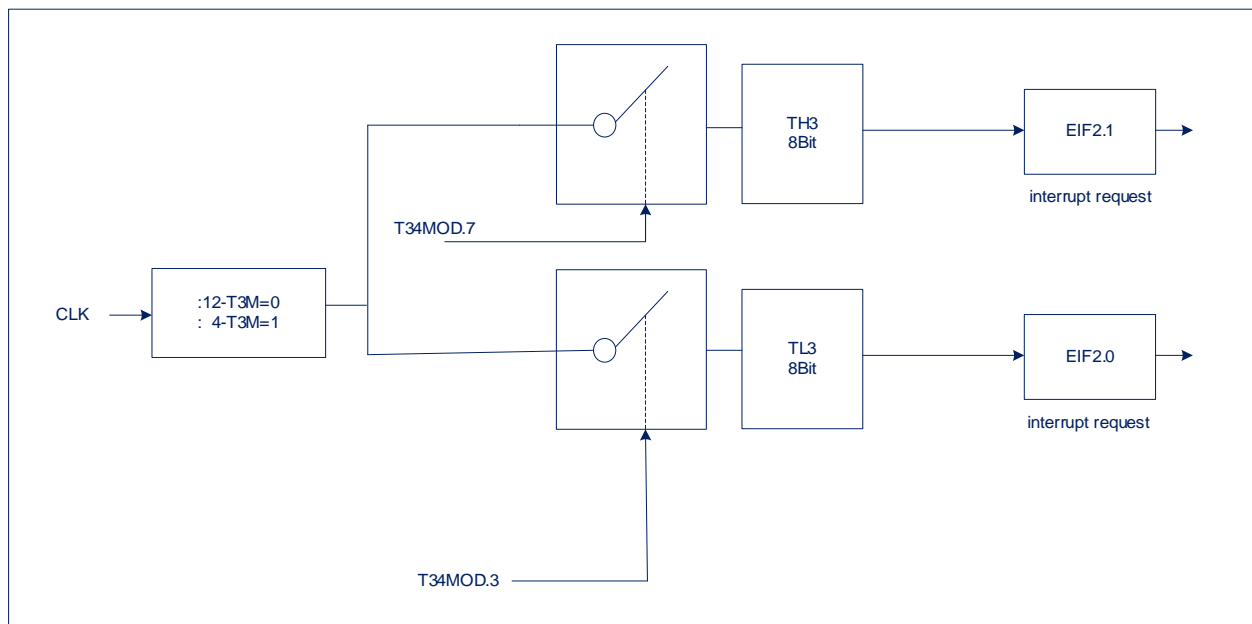 TH3
8Bit
EIF2.1
interrupt request
T34MOD.7
CLK
:12-T3M=0
: 4-T3M=1
TL3
8Bit
EIF2.0
interrupt request
T34MOD.3